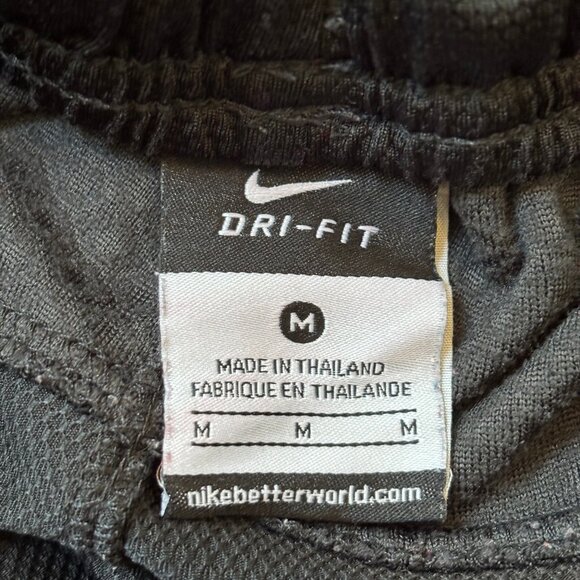 DRI-FIT
M
MADE IN THAILAND
FABRIQUE EN THAILANDE
M M M
nikebetterworld.com